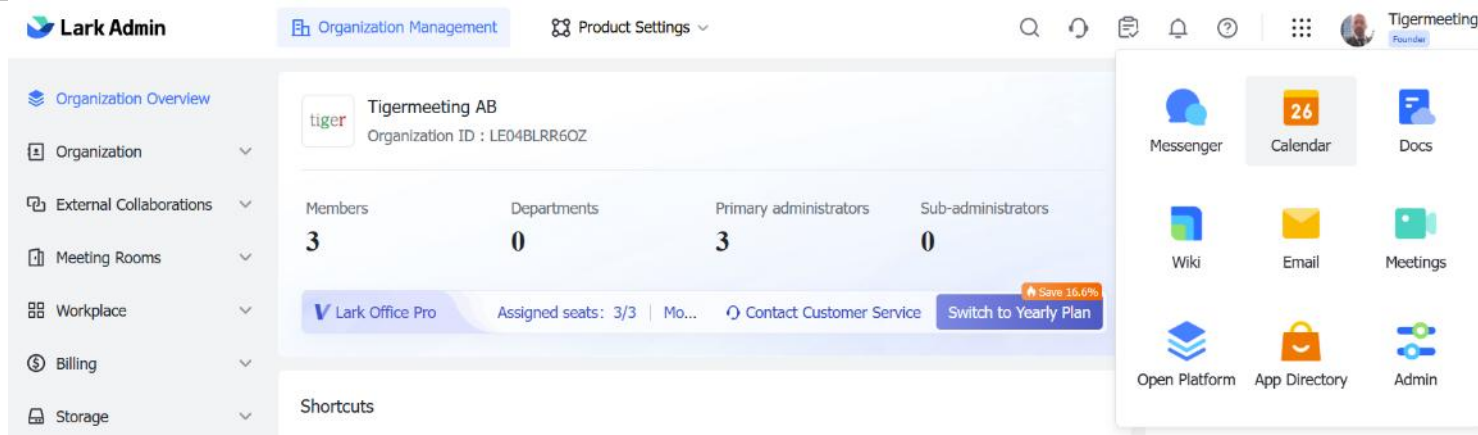 Lark Admin
Organization Management
Product Settings
Tigermeeting
Founder
Organization Overview
Organization
External Collaborations
Meeting Rooms
Workplace
Billing
Storage
tiger
Tigermeeting AB
Organization ID : LE04BLRR6OZ
Members Departments Primary administrators Sub-administrators
3 0 3 0
Save 16.6%
Lark Office Pro Assigned seats: 3/3 Mo... Contact Customer Service Switch to Yearly Plan
Shortcuts
26
Messenger Calendar Docs
Wiki Email Meetings
Open Platform App Directory Admin